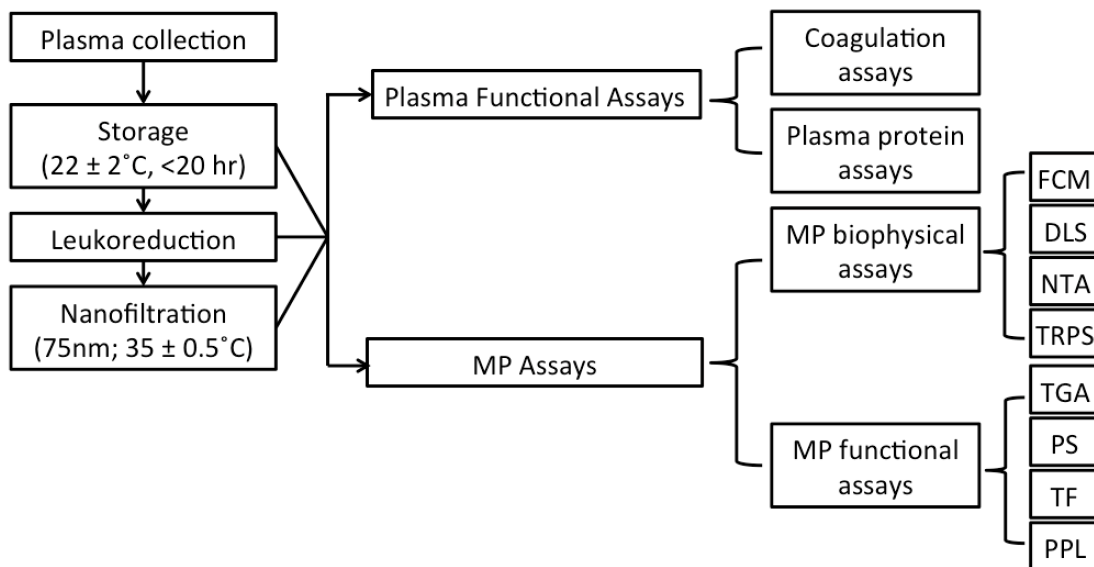 Plasma collection
Storage
(22 ± 2˚C, <20 hr)
Leukoreduction
Nanofiltration
(75nm; 35 ± 0.5˚C)
Plasma Functional Assays
MP Assays
Coagulation
assays
Plasma protein
assays
MP biophysical
assays
MP functional
assays
FCM
DLS
NTA
TRPS
TGA
PS
TF
PPL